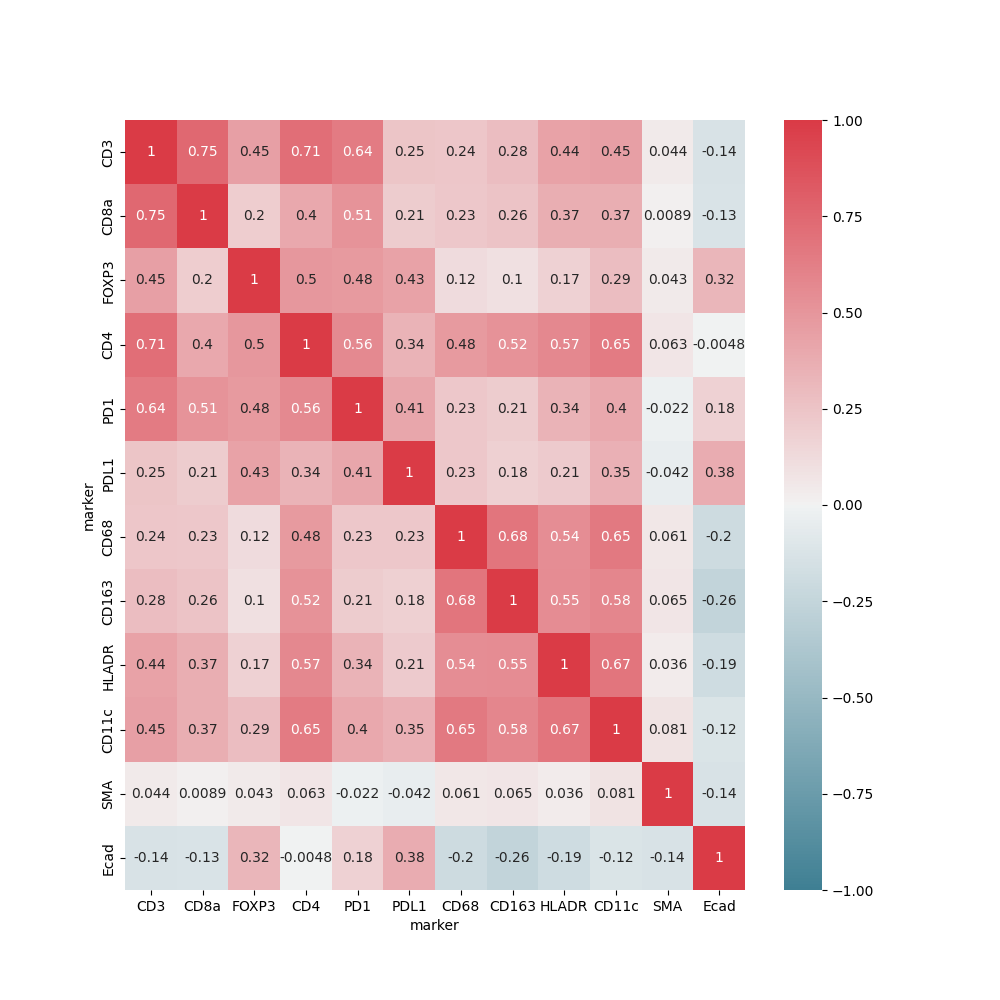 CD3 1 0.75 0.45 0.71 0.64 0.25 0.24 0.28 0.44 0.45 0.044 -0.14 1.00
CD8a 0.75 1 0.2 0.4 0.51 0.21 0.23 0.26 0.37 0.37 0.0089 -0.13 0.75
FOXP3 0.45 0.2 1 0.5 0.48 0.43 0.12 0.1 0.17 0.29 0.043 0.32 0.50
CD4 0.71 0.4 0.5 1 0.56 0.34 0.48 0.52 0.57 0.65 0.063 -0.0048
PD1 0.64 0.51 0.48 0.56 1 0.41 0.23 0.21 0.34 0.4 -0.022 0.18 0.25
PDL1 0.25 0.21 0.43 0.34 0.41 1 0.23 0.18 0.21 0.35 -0.042 0.38 0.00
marker
CD68 0.24 0.23 0.12 0.48 0.23 0.23 1 0.68 0.54 0.65 0.061 -0.2
CD163 0.28 0.26 0.1 0.52 0.21 0.18 0.68 1 0.55 0.58 0.065 -0.26 −0.25
HLADR 0.44 0.37 0.17 0.57 0.34 0.21 0.54 0.55 1 0.67 0.036 -0.19 −0.50
CD11c 0.45 0.37 0.29 0.65 0.4 0.35 0.65 0.58 0.67 1 0.081 -0.12
SMA 0.044 0.0089 0.043 0.063 -0.022 -0.042 0.061 0.065 0.036 0.081 1 -0.14 −0.75
Ecad -0.14 -0.13 0.32 -0.0048 0.18 0.38 -0.2 -0.26 -0.19 -0.12 -0.14 1 −1.00
CD3 CD8a FOXP3 CD4 PD1 PDL1 CD68 CD163 HLADR CD11c SMA Ecad
marker